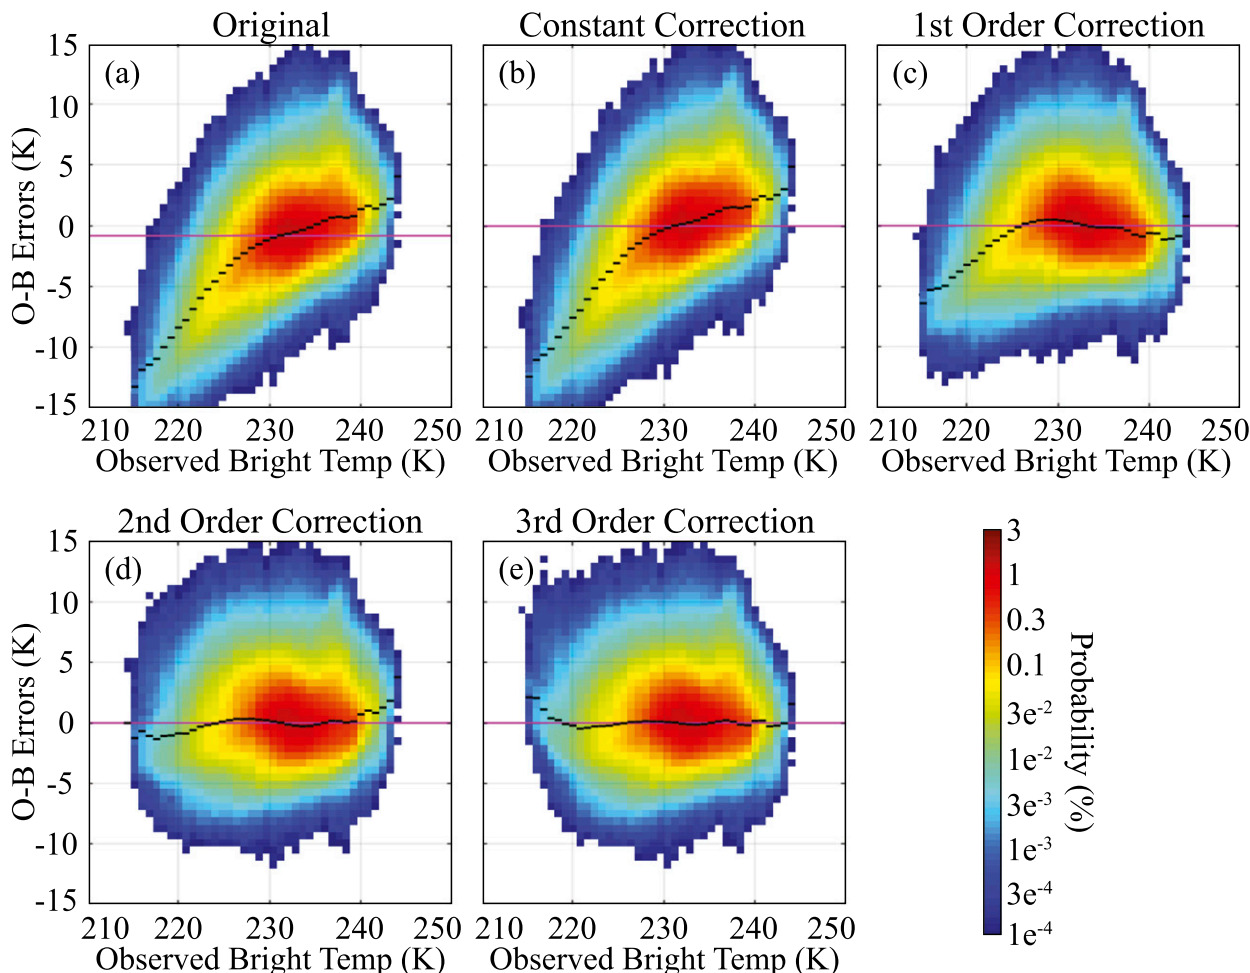 Original
Constant Correction
1st Order Correction
(a)
(b)
(c)
O-B Errors (K)
15
10
5
0
-5
-10
-15
210 220 230 240 250
210 220 230 240 250
210 220 230 240 250
Observed Bright Temp (K)
Observed Bright Temp (K)
Observed Bright Temp (K)
2nd Order Correction
3rd Order Correction
(d)
(e)
O-B Errors (K)
15
10
5
0
-5
-10
-15
210 220 230 240 250
210 220 230 240 250
Observed Bright Temp (K)
Observed Bright Temp (K)
3
1
0.3
0.1
3e-2
1e-2
3e-3
1e-3
3e-4
1e-4
Probability (%)